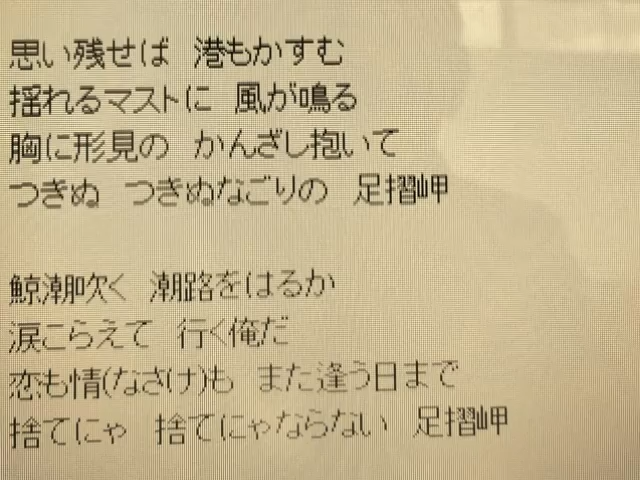 思い残せば　港もかすむ
揺れるマストに　風が鳴る
胸に形見の　かんざし抱いて
つきぬ　つきぬなごりの　足摺岬
鯨潮吹く　潮路をはるか
涙こらえて　行く俺だ
恋も情(なさけ)も　また逢う日まで
捨てにゃ　捨てにゃならない　足摺岬